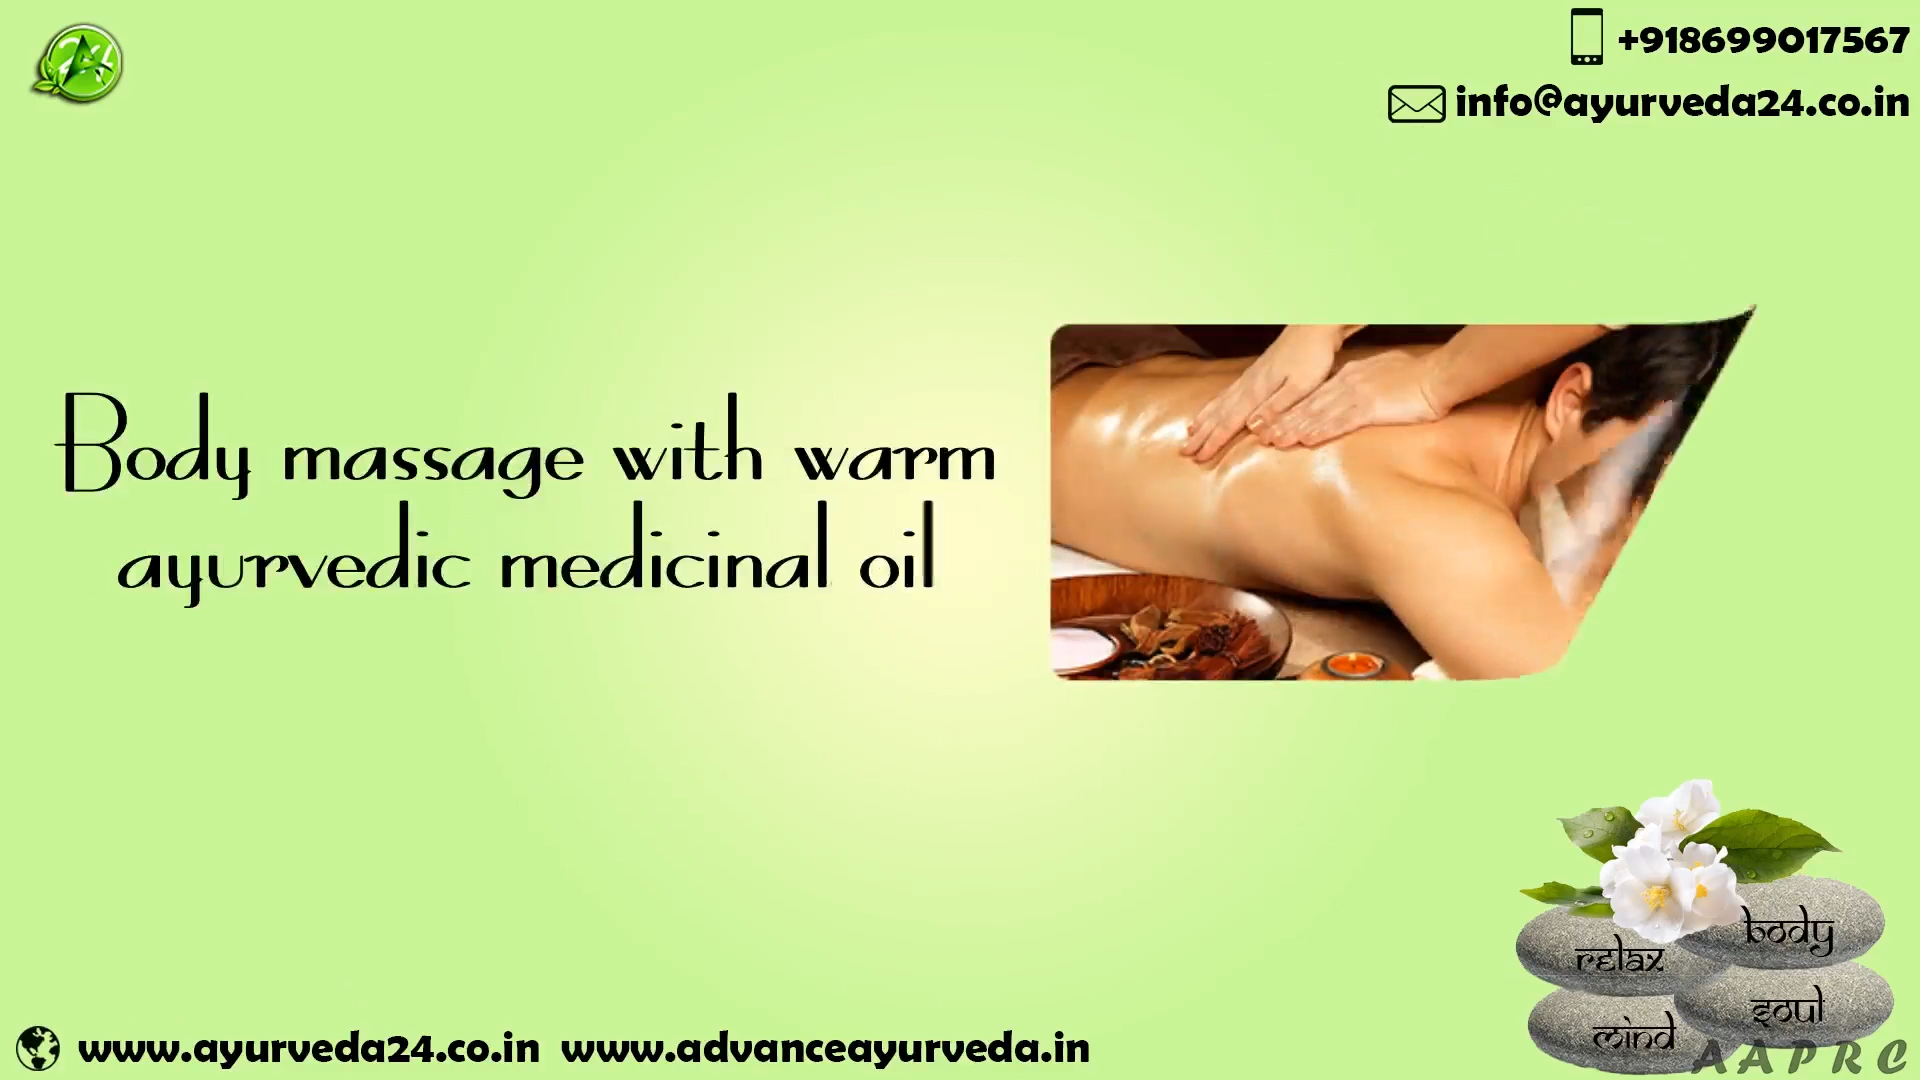 +918699017567
info@ayurveda24.co.in
Body massage with warm
ayurvedic medicinal oil
body
relax
soul
mind
AAPRC
www.ayurveda24.co.in www.advanceayurveda.in